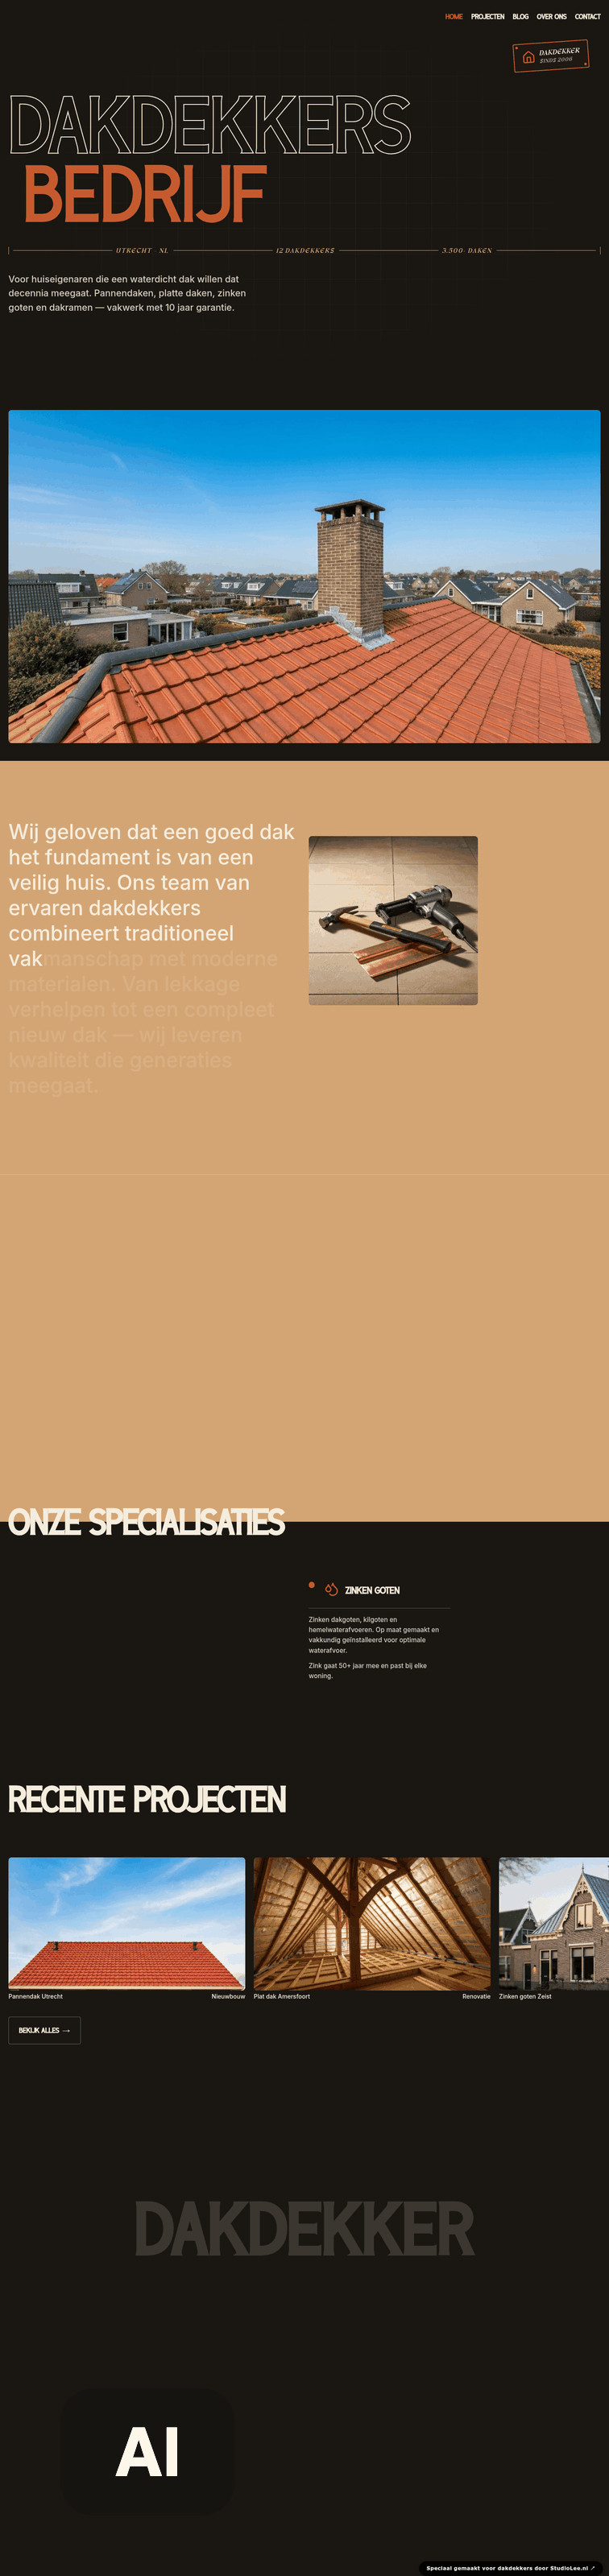 HOME PROJECTEN BLOG OVER ONS CONTACT
DAKDEKKER
SINDS 2008
DAKDEKKERS
BEDRIJF
UTRECHT · NL
12 DAKDEKKERS
3.500+ DAKEN
Voor huiseigenaren die een waterdicht dak willen dat
decennia meegaat. Pannendaken, platte daken, zinken
goten en dakramen — vakwerk met 10 jaar garantie.
Wij geloven dat een goed dak
het fundament is van een
veilig huis. Ons team van
ervaren dakdekkers
combineert traditioneel
vakmanschap met moderne
materialen. Van lekkage
verhelpen tot een compleet
nieuw dak — wij leveren
kwaliteit die generaties
meegaat.
ONZE SPECIALISATIES
ZINKEN GOTEN
Zinken dakgoten, kilgoten en
hemelwaterafvoeren. Op maat gemaakt en
vakkundig geïnstalleerd voor optimale
waterafvoer.
Zink gaat 50+ jaar mee en past bij elke
woning.
RECENTE PROJECTEN
Pannendak Utrecht
Nieuwbouw
Plat dak Amersfoort
Renovatie
Zinken goten Zeist
BEKIJK ALLES →
DAKDEKKER
AI
Speciaal gemaakt voor dakdekkers door StudioLee.nl ↗